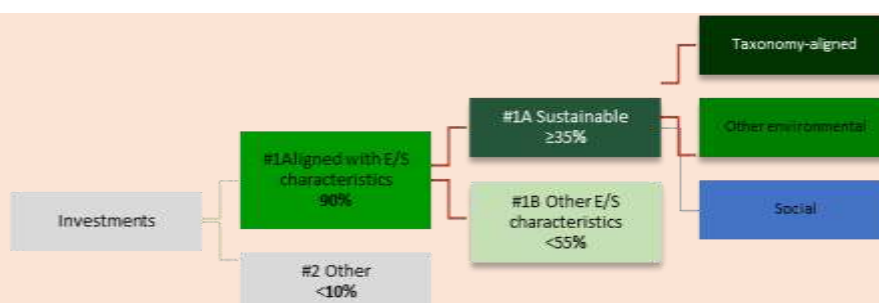 Taxonomy-aligned
#1A Sustainable
≥35%
Other environmental
#1Aligned with E/S
characteristics
90%
#1B Other E/S
characteristics
<55%
Social
Investments
#2 Other
<10%